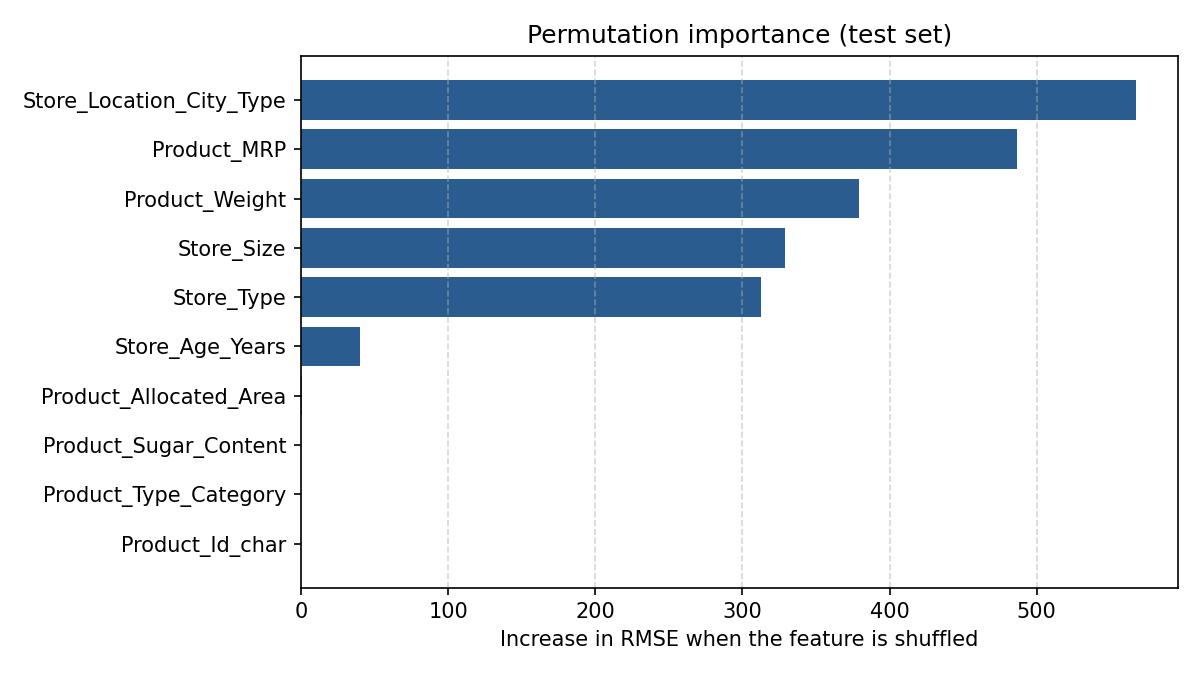 Permutation importance (test set)
Store_Location_City_Type
Product_MRP
Product_Weight
Store_Size
Store_Type
Store_Age_Years
Product_Allocated_Area
Product_Sugar_Content
Product_Type_Category
Product_Id_char
0 100 200 300 400 500
Increase in RMSE when the feature is shuffled